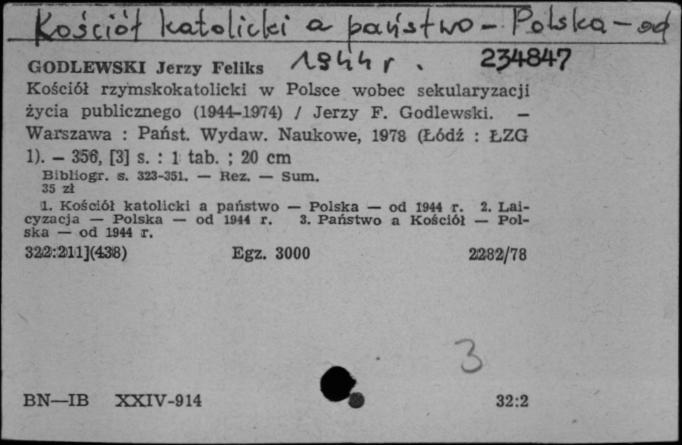 Kościół katolicki a państwo - Polska - od
1944 r. 234847
GODLEWSKI Jerzy Feliks
Kościół rzymskokatolicki w Polsce wobec sekularyzacji
życia publicznego (1944–1974) / Jerzy F. Godlewski. —
Warszawa : Państ. Wydaw. Naukowe, 1978 (Łódź : ŁZG
1). — 356, [3] s. : 1 tab. ; 20 cm
Bibliogr. s. 323-351. — Rez. — Sum.
35 zł
1. Kościół katolicki a państwo — Polska — od 1944 r. 2. Lai-
cyzacja — Polska — od 1944 r. 3. Państwo a Kościół — Pol-
ska — od 1944 r.
322:211](438) Egz. 3000 2282/78
3
BN—IB XXIV-914 32:2